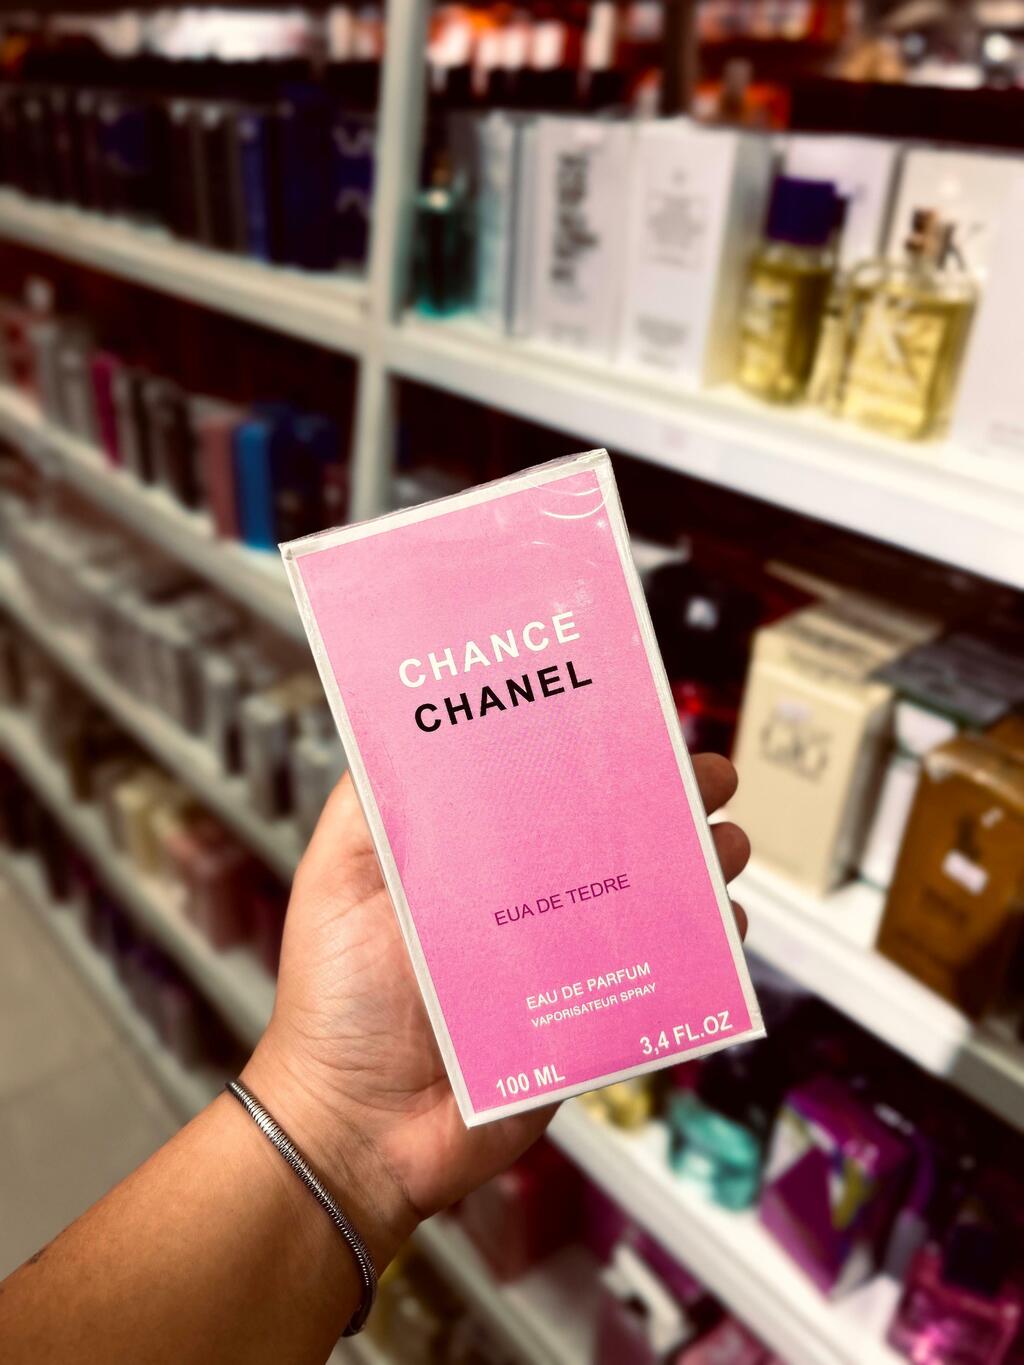 CHANCE
CHANEL
EUA DE TEDRE
EAU DE PARFUM
VAPORISATEUR SPRAY
100 ML
3,4 FL.OZ